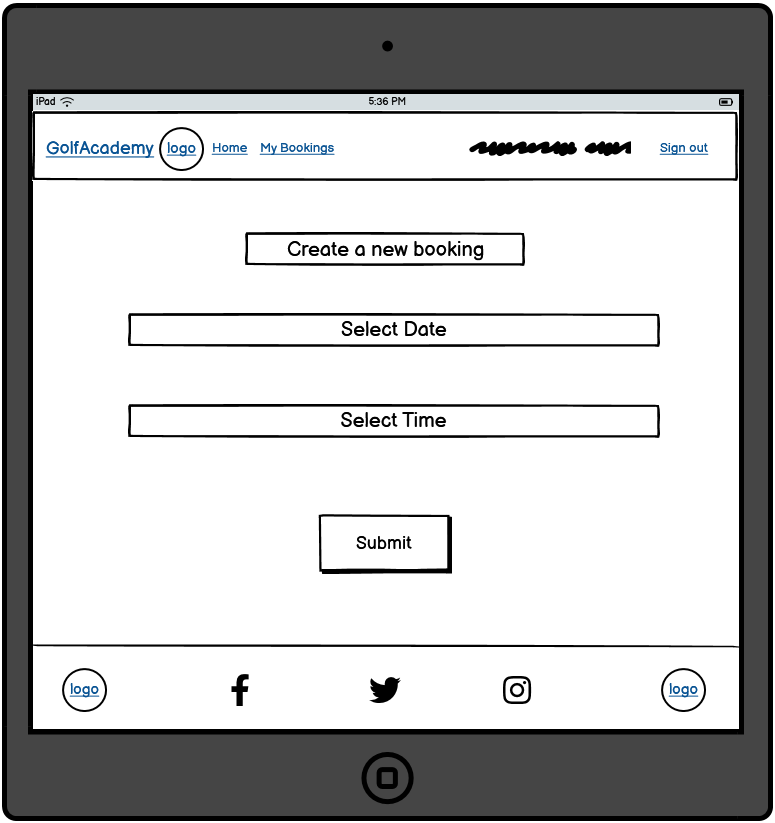 iPad 5:36 PM
GolfAcademy logo Home My Bookings Sign out
Create a new booking
Select Date
Select Time
Submit
logo logo